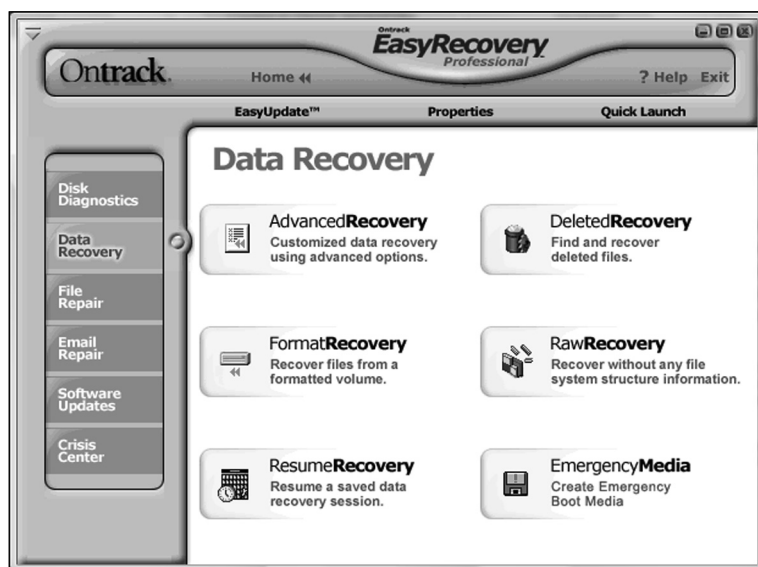 Ontrack
EasyRecovery
Professional
Ontrack.
Home
? Help Exit
EasyUpdate™ Properties Quick Launch
Data Recovery
Disk
Diagnostics
Data
Recovery
File
Repair
Email
Repair
Software
Updates
Crisis
Center
AdvancedRecovery
Customized data recovery
using advanced options.
DeletedRecovery
Find and recover
deleted files.
FormatRecovery
Recover files from a
formatted volume.
RawRecovery
Recover without any file
system structure information.
ResumeRecovery
Resume a saved data
recovery session.
EmergencyMedia
Create Emergency
Boot Media